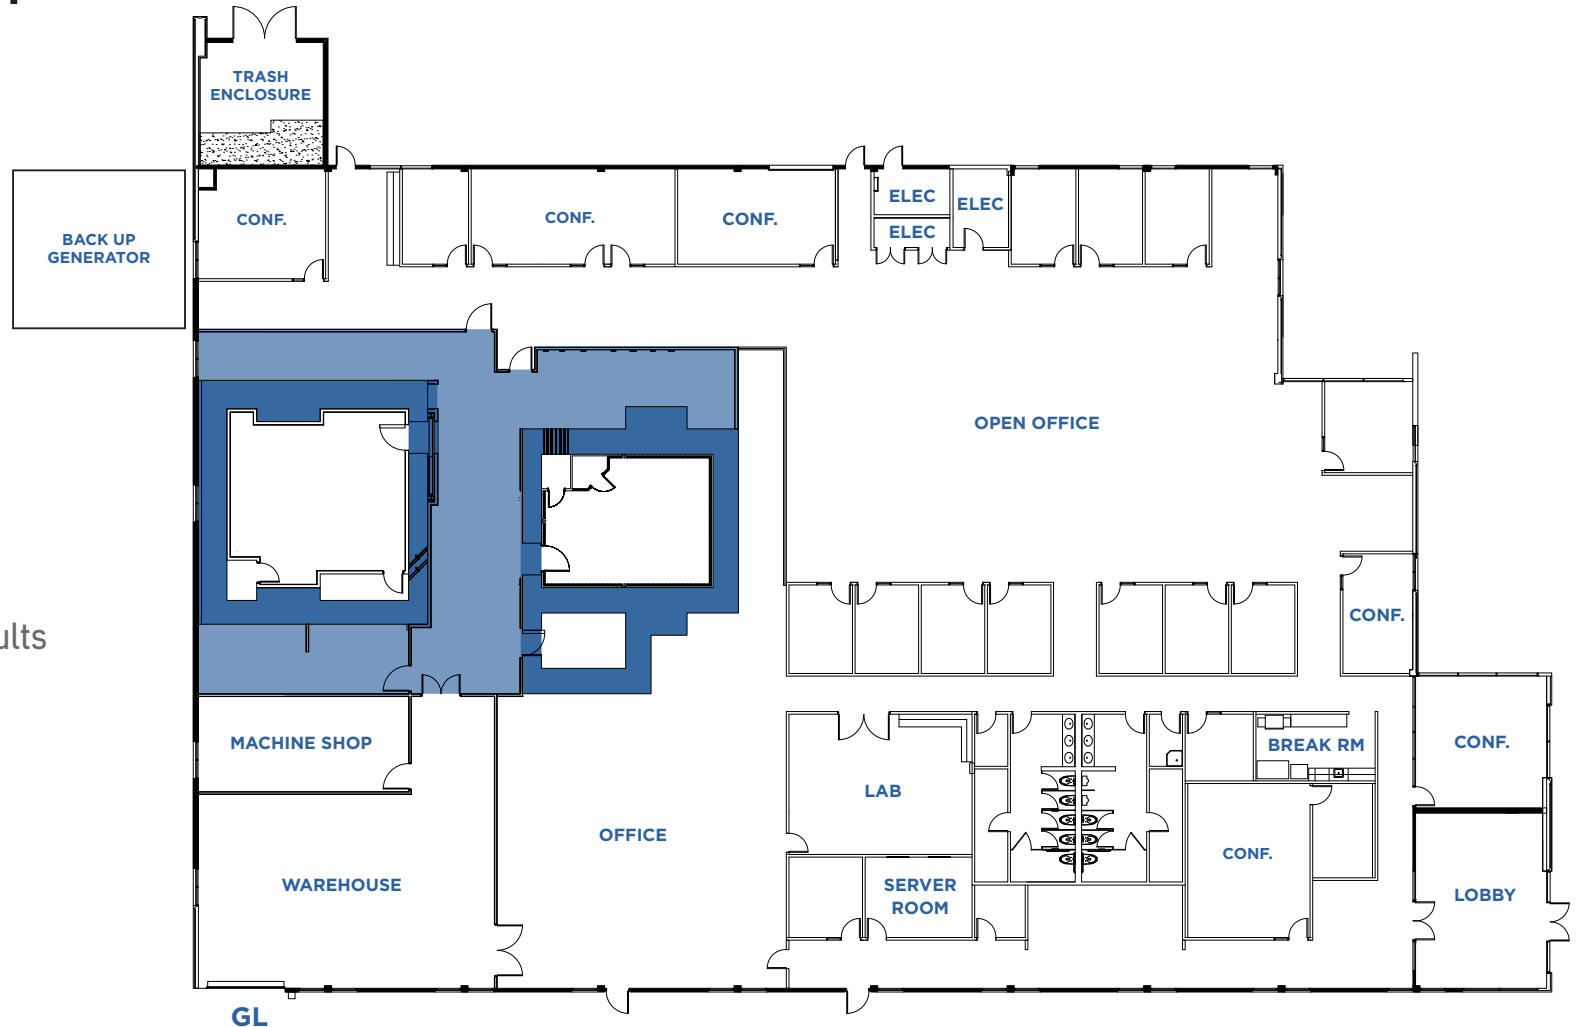 TRASH
ENCLOSURE
BACK UP
GENERATOR
CONF.
CONF.
CONF.
ELEC
ELEC
ELEC
OPEN OFFICE
CONF.
ults
MACHINE SHOP
CONF.
BREAK RM
LAB
OFFICE
CONF.
WAREHOUSE
SERVER
ROOM
LOBBY
GL